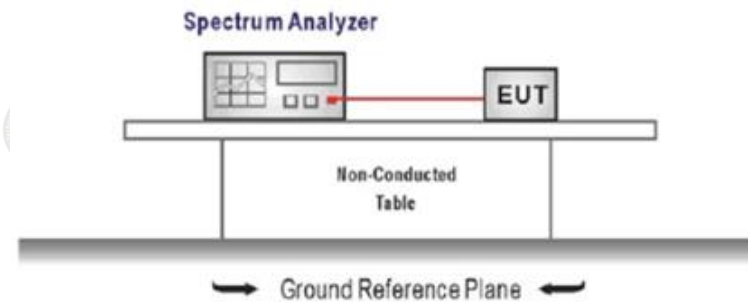 Spectrum Analyzer
EUT
Non-Conducted
Table
Ground Reference Plane